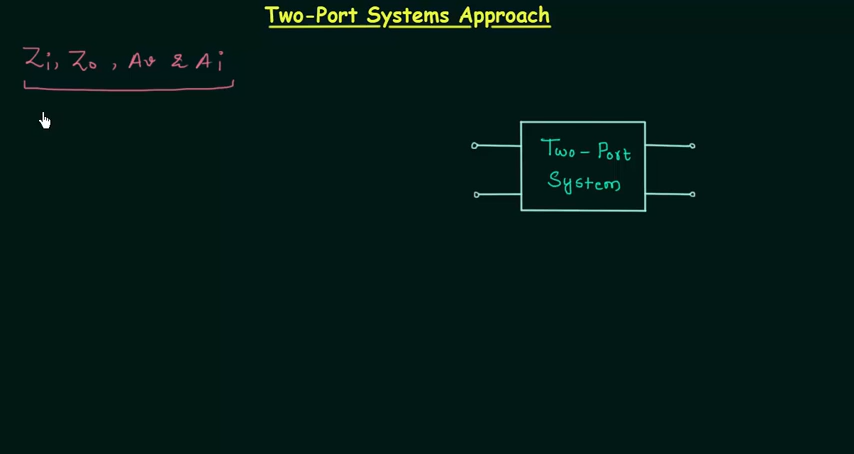 Two-Port Systems Approach
Zi, Zo, Av & Ai
Two-Port
System